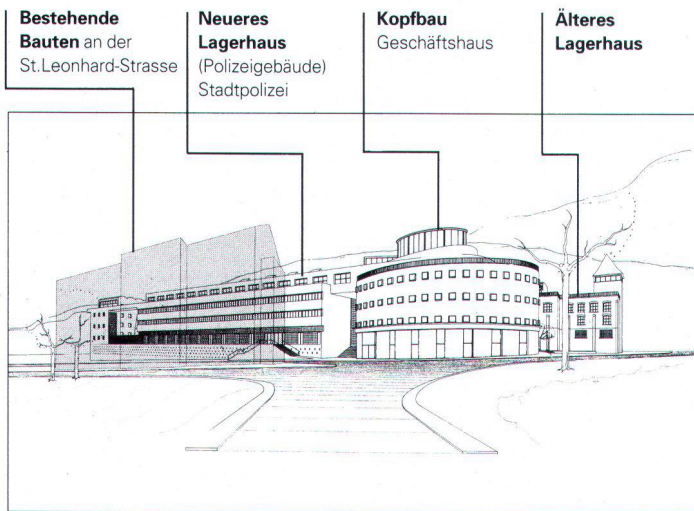 Bestehende
Bauten an der
St.Leonhard-Strasse
Neueres
Lagerhaus
(Polizeigebäude)
Stadtpolizei
Kopfbau
Geschäftshaus
Älteres
Lagerhaus